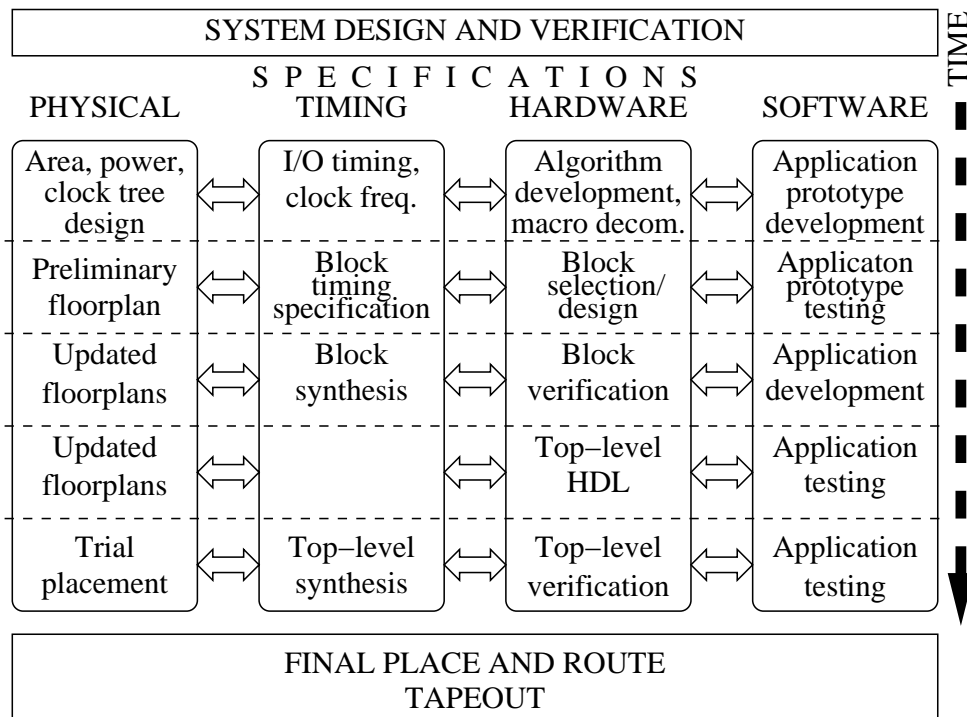 SYSTEM DESIGN AND VERIFICATION
TIME
S P E C I F I C A T I O N S
PHYSICAL
TIMING
HARDWARE
SOFTWARE
Area, power,
clock tree
design
I/O timing,
clock freq.
Algorithm
development,
macro decom.
Application
prototype
development
Preliminary
floorplan
Block
timing
specification
Block
selection/
design
Applicaton
prototype
testing
Updated
floorplans
Block
synthesis
Block
verification
Application
development
Updated
floorplans
Top−level
HDL
Application
testing
Trial
placement
Top−level
synthesis
Top−level
verification
Application
testing
FINAL PLACE AND ROUTE
TAPEOUT